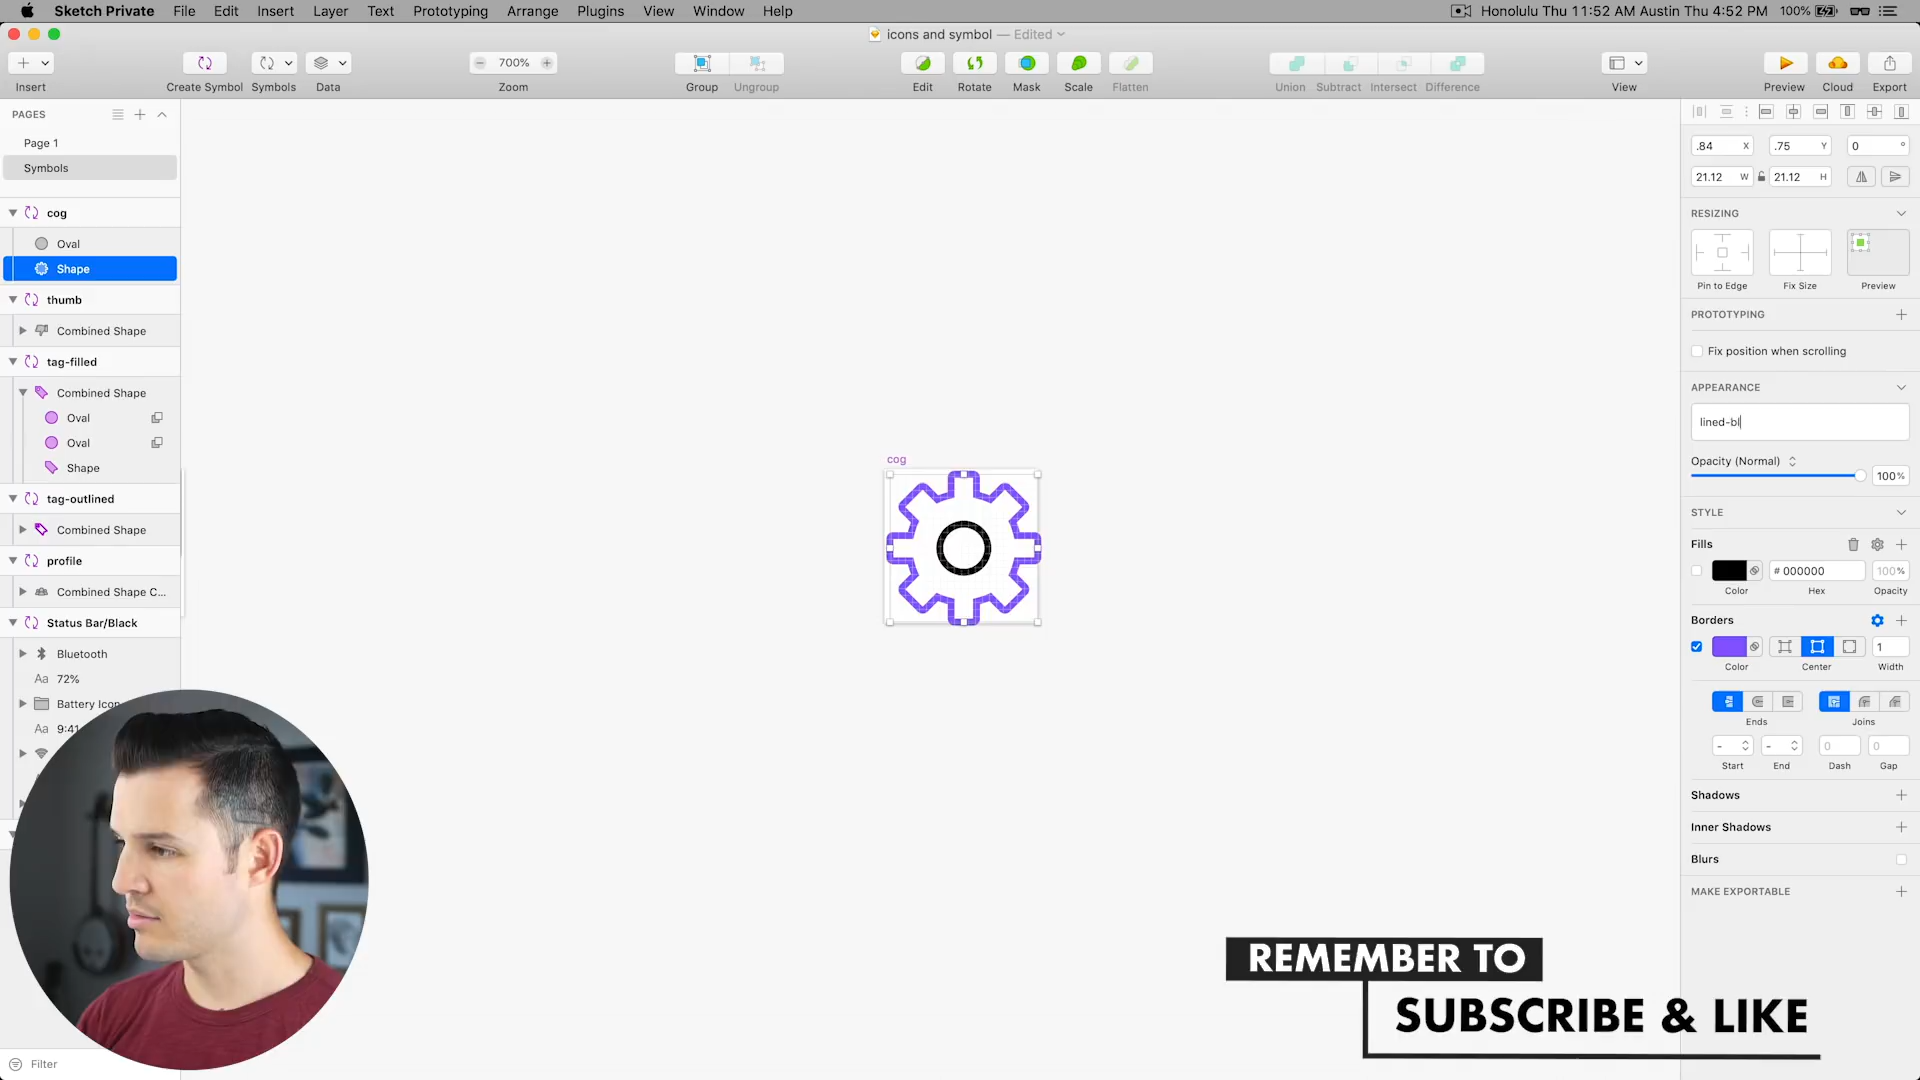 Sketch Private File Edit Insert Layer Text Prototyping Arrange Plugins View Window Help Honolulu Thu 11:52 AM Austin Thu 4:52 PM 100%
icons and symbol — Edited
700%
Insert Create Symbol Symbols Data Zoom Group Ungroup Edit Rotate Mask Scale Flatten Union Subtract Intersect Difference View Preview Cloud Export
PAGES
Page 1
Symbols
cog
Oval
Shape
thumb
Combined Shape
tag-filled
Combined Shape
Oval
Oval
Shape
tag-outlined
Combined Shape
profile
Combined Shape C...
Status Bar/Black
Bluetooth
Aa 72%
Battery Icon
Aa 9:41
Filter
cog
.84 X .75 Y 0 °
21.12 W 21.12 H
RESIZING
Pin to Edge Fix Size Preview
PROTOTYPING
Fix position when scrolling
APPEARANCE
lined-bl
Opacity (Normal)
100%
STYLE
Fills
# 000000 100%
Color Hex Opacity
Borders
1
Color Center Width
Ends Joins
- - 0 0
Start End Dash Gap
Shadows
Inner Shadows
Blurs
MAKE EXPORTABLE
REMEMBER TO
SUBSCRIBE & LIKE